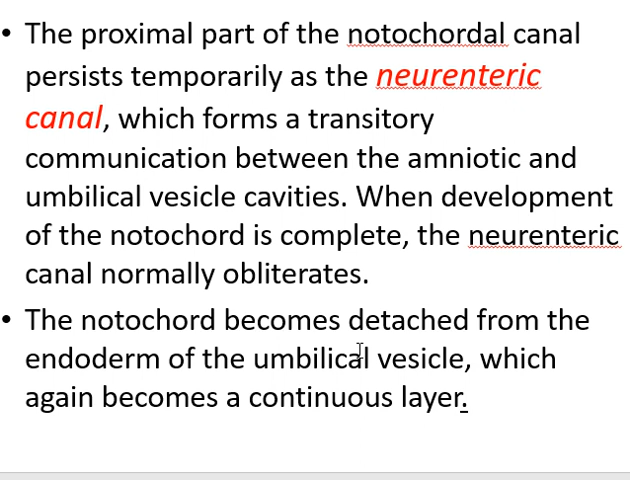 • The proximal part of the notochordal canal
persists temporarily as the neurenteric
canal, which forms a transitory
communication between the amniotic and
umbilical vesicle cavities. When development
of the notochord is complete, the neurenteric
canal normally obliterates.
• The notochord becomes detached from the
endoderm of the umbilical vesicle, which
again becomes a continuous layer.